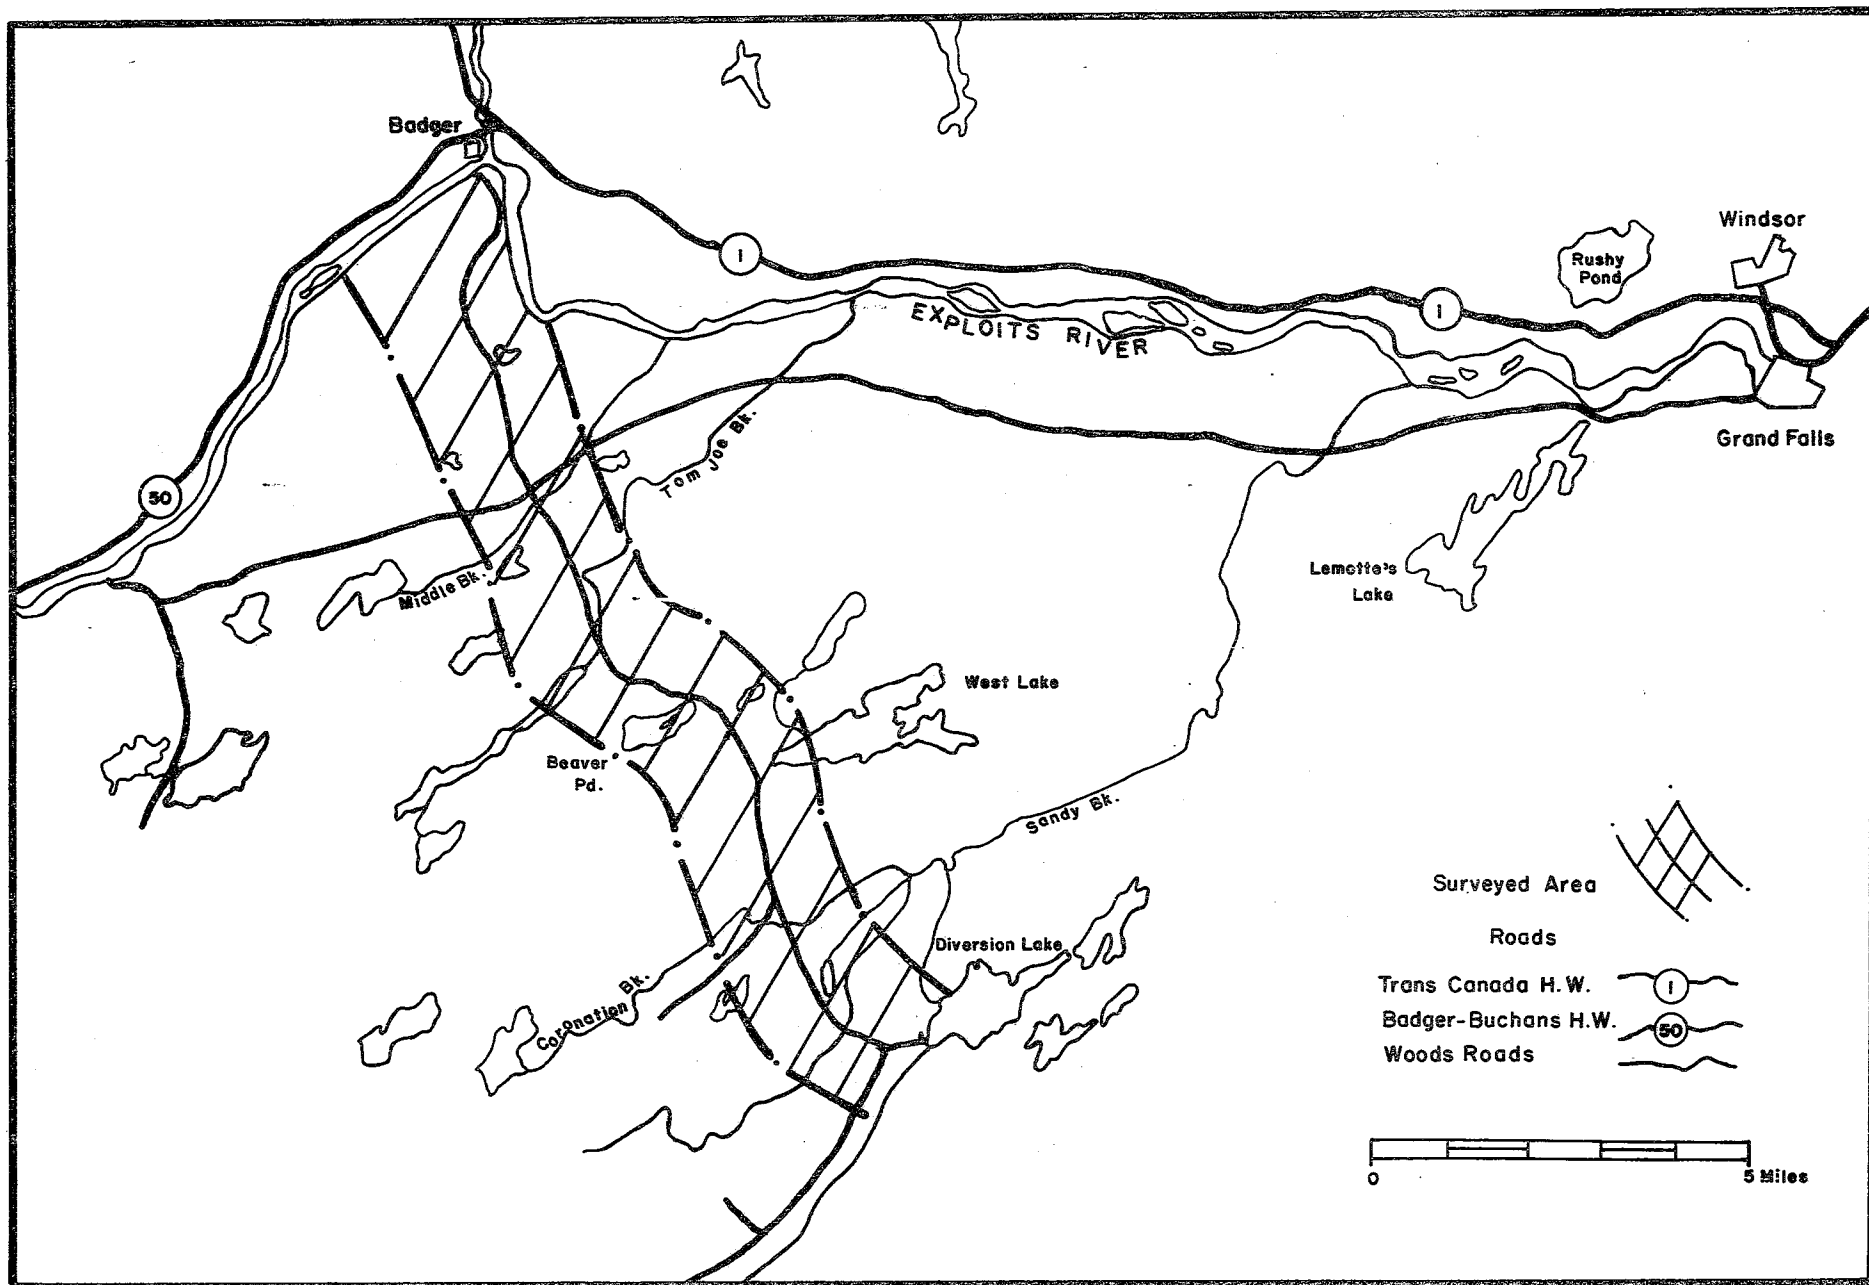 Badger
Windsor
Rushy
Pond
1
1
EXPLOITS RIVER
Grand Falls
Tom Joe Bk.
50
Lemotte's
Lake
Middle Bk.
West Lake
Beaver
Pd.
Sandy Bk.
Surveyed Area
Roads
Diversion Lake
Coronation Bk.
Trans Canada H.W. 1
Badger-Buchans H.W. 50
Woods Roads
0 5 Miles